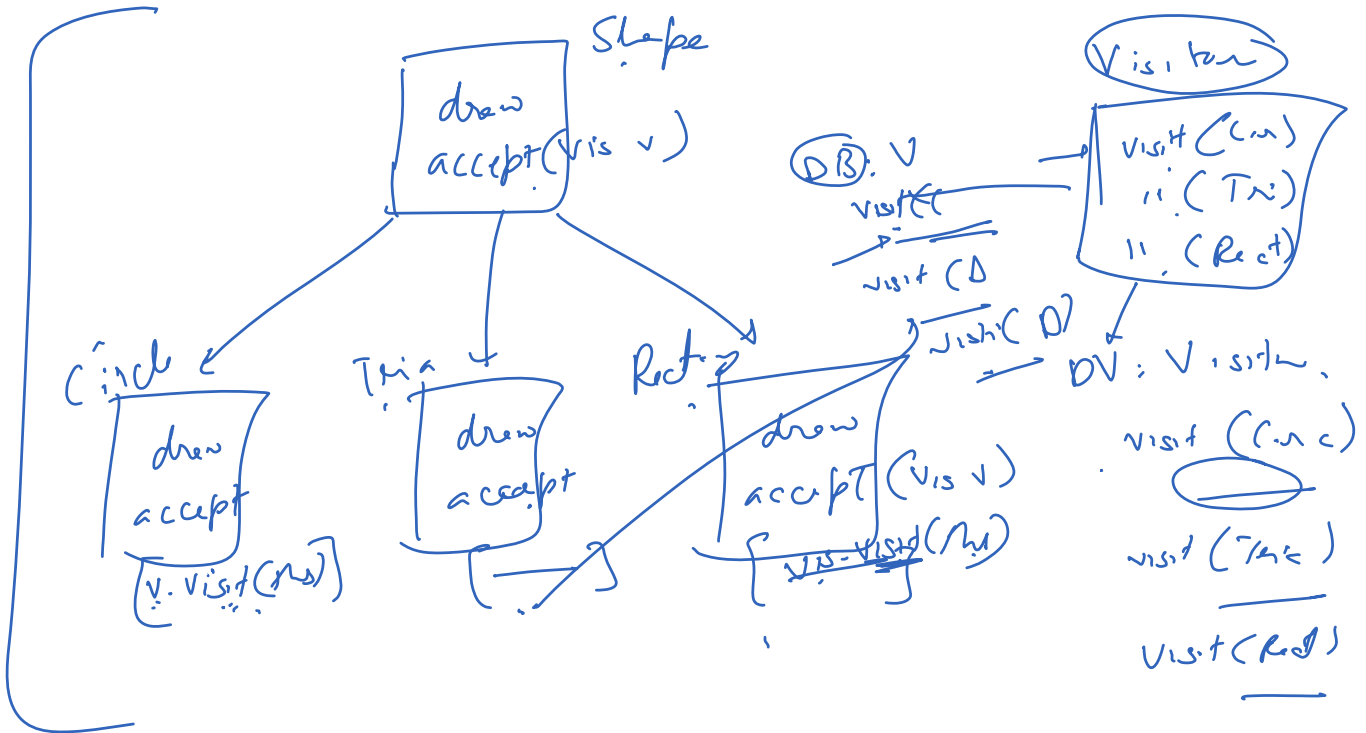 Shape
draw
accept(Vis v)
Visitor
visit(Cir)
" (Tri)
" (Rect)
DB: V
visit(C
visit(Δ
visit(D)
DV: Visitor
visit(Circ)
visit(Tric)
visit(Rect)
Circle
draw
accept
[v.visit(this)]
Tria
draw
accept
Rect
draw
accept(Vis v)
[vis.visit(this)]